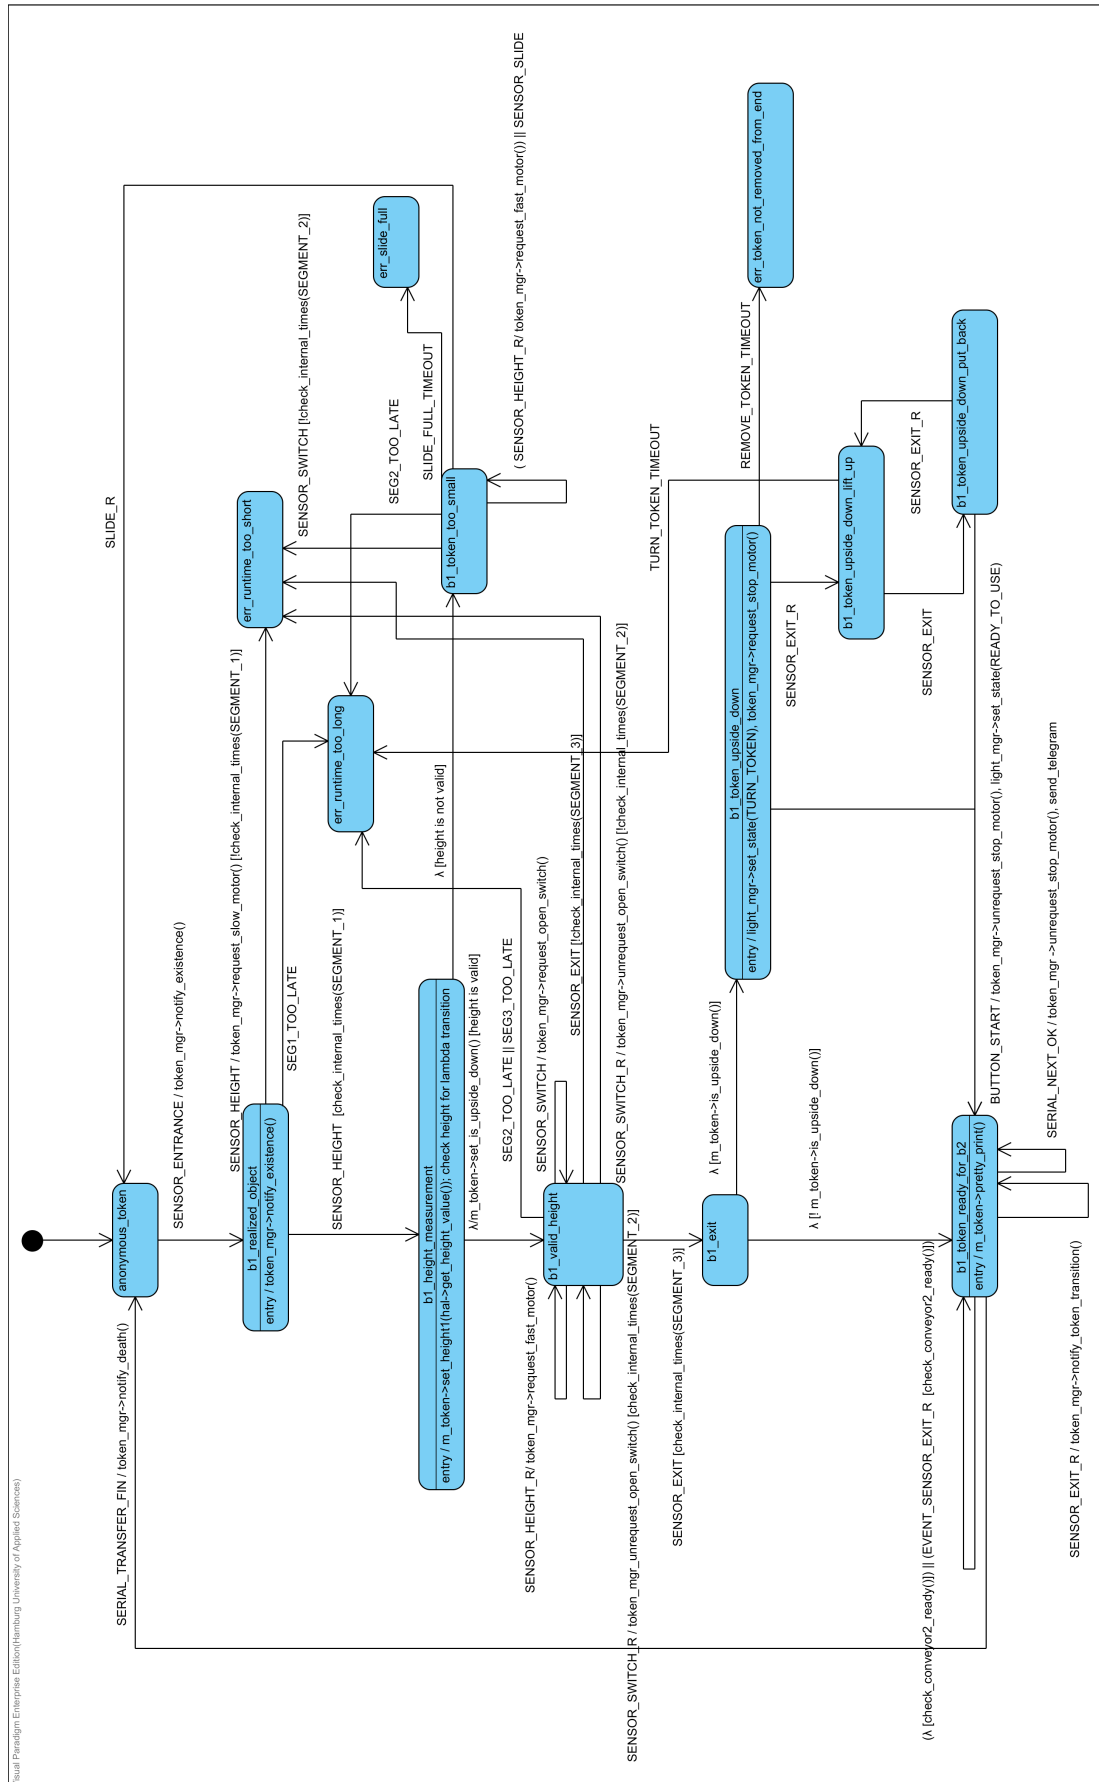 Visual Paradigm Enterprise Edition(Hamburg University of Applied Sciences)
SERIAL_TRANSFER_FIN / token_mgr->notify_death()
SLIDE_R
anonymous_token
SENSOR_ENTRANCE / token_mgr->notify_existence()
SENSOR_HEIGHT / token_mgr->request_slow_motor() [!check_internal_times(SEGMENT_1)]
b1_realized_object
entry / token_mgr->notify_existence()
err_runtime_too_short
SENSOR_SWITCH [!check_internal_times(SEGMENT_2)]
SEG1_TOO_LATE
SENSOR_HEIGHT [check_internal_times(SEGMENT_1)]
err_runtime_too_long
err_slide_full
SEG2_TOO_LATE
SLIDE_FULL_TIMEOUT
b1_height_measurement
entry / m_token->set_height1(hal->get_height_value()); check height for lambda transition
λ [height is not valid]
b1_token_too_small
( SENSOR_HEIGHT_R/ token_mgr->request_fast_motor()) || SENSOR_SLIDE
λ/m_token->set_is_upside_down() [height is valid]
SEG2_TOO_LATE || SEG3_TOO_LATE
SENSOR_SWITCH / token_mgr->request_open_switch()
SENSOR_HEIGHT_R/ token_mgr->request_fast_motor()
b1_valid_height
SENSOR_EXIT [!check_internal_times(SEGMENT_3)]
SENSOR_SWITCH_R / token_mgr->unrequest_open_switch() [!check_internal_times(SEGMENT_2)]
SENSOR_SWITCH_R / token_mgr_unrequest_open_switch() [check_internal_times(SEGMENT_2)]
TURN_TOKEN_TIMEOUT
SENSOR_EXIT [check_internal_times(SEGMENT_3)]
b1_exit
λ [m_token->is_upside_down()]
b1_token_upside_down
entry / light_mgr->set_state(TURN_TOKEN), token_mgr->request_stop_motor()
REMOVE_TOKEN_TIMEOUT
err_token_not_removed_from_end
SENSOR_EXIT_R
λ [! m_token->is_upside_down()]
b1_token_upside_down_lift_up
SENSOR_EXIT_R
SENSOR_EXIT
(λ [check_conveyor2_ready()]) || (EVENT_SENSOR_EXIT_R  [check_conveyor2_ready()])
b1_token_ready_for_b2
entry / m_token->pretty_print()
b1_token_upside_down_put_back
BUTTON_START / token_mgr->unrequest_stop_motor(), light_mgr->set_state(READY_TO_USE)
SERIAL_NEXT_OK / token_mgr ->unrequest_stop_motor(), send_telegram
SENSOR_EXIT_R / token_mgr->notify_token_transition()